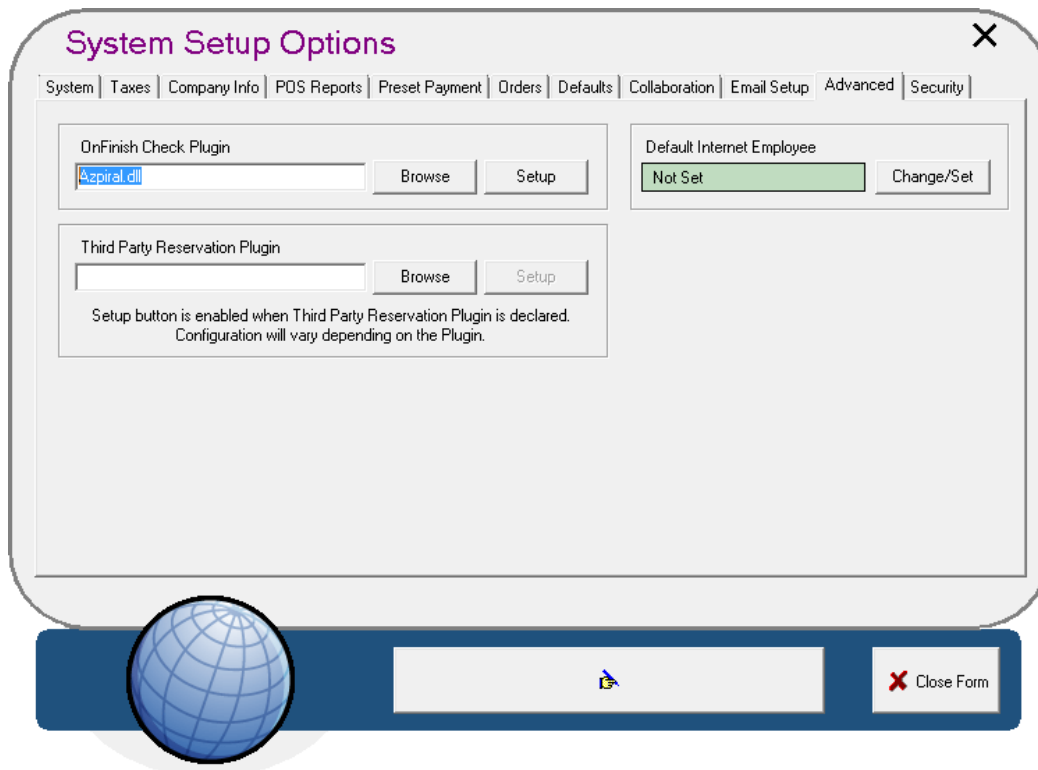 System Setup Options
System
Taxes
Company Info
POS Reports
Preset Payment
Orders
Defaults
Collaboration
Email Setup
Advanced
Security
OnFinish Check Plugin
Azpiral.dll
Browse
Setup
Default Internet Employee
Not Set
Change/Set
Third Party Reservation Plugin
Browse
Setup
Setup button is enabled when Third Party Reservation Plugin is declared.
Configuration will vary depending on the Plugin.
Close Form